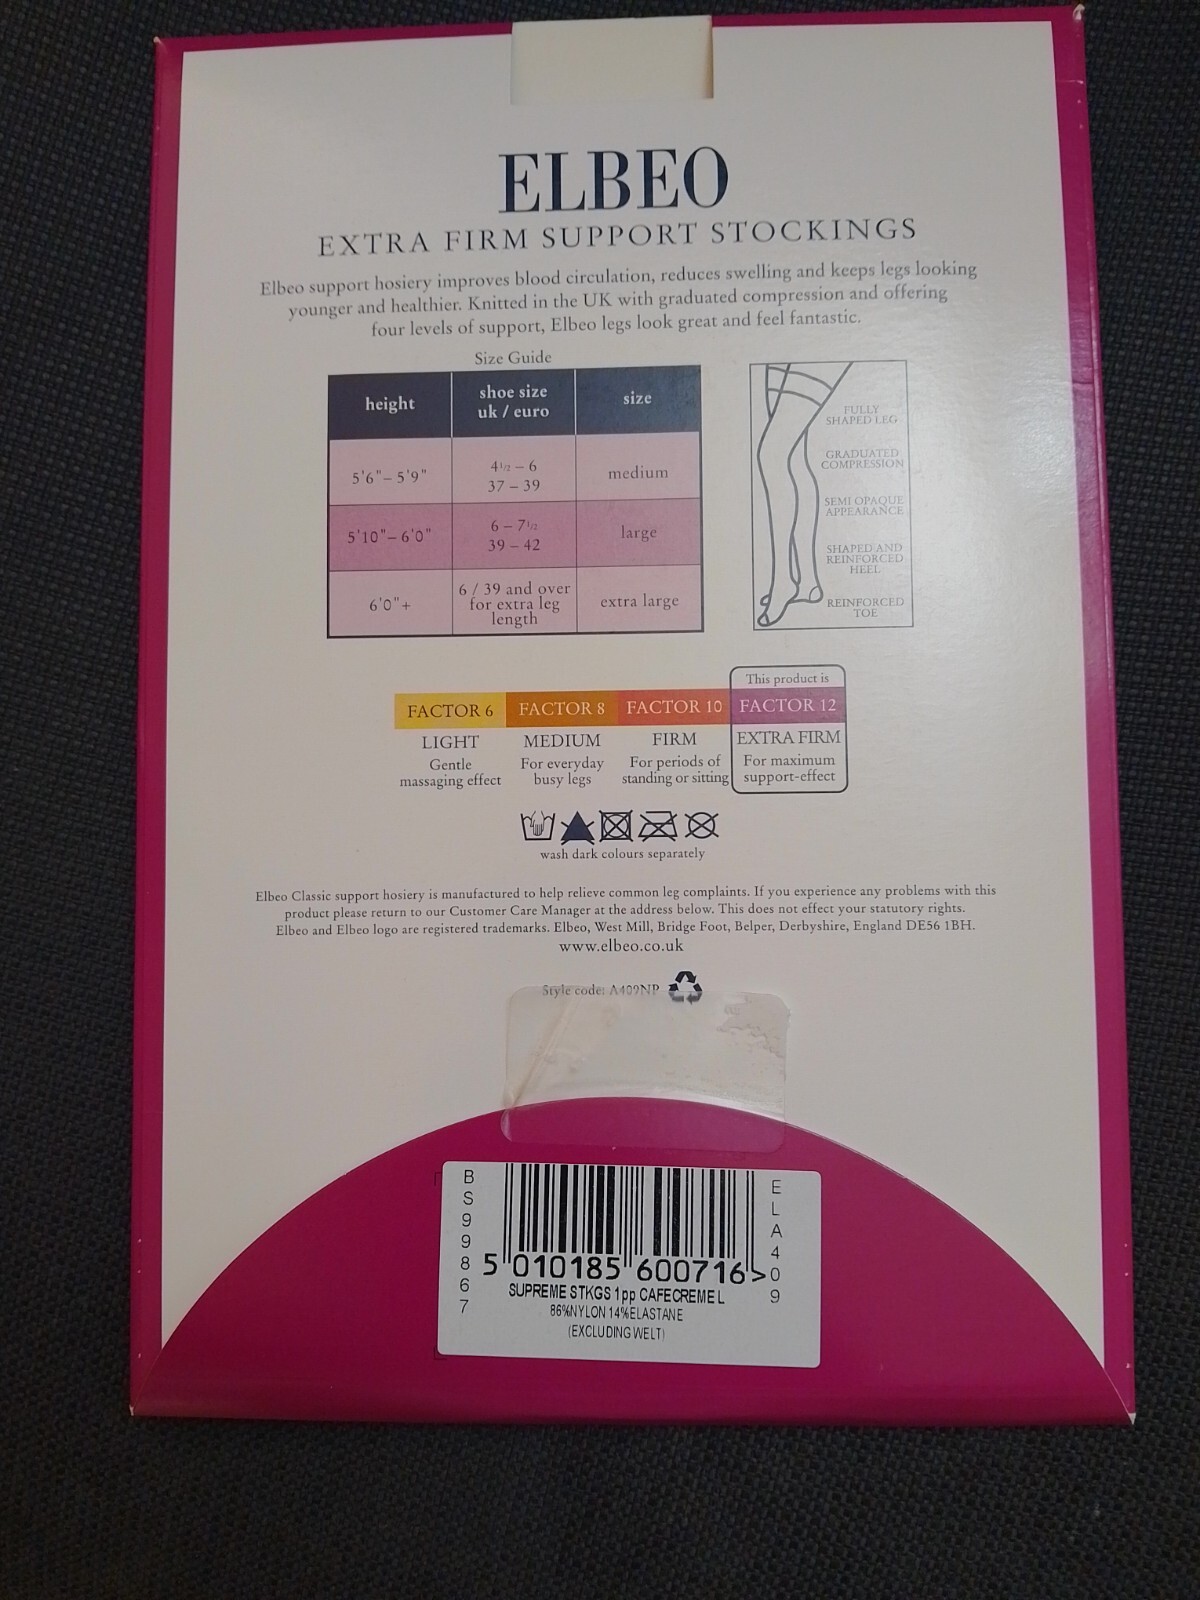 ELBEO
EXTRA FIRM SUPPORT STOCKINGS
Elbeo support hosiery improves blood circulation, reduces swelling and keeps legs looking
younger and healthier. Knitted in the UK with graduated compression and offering
four levels of support, Elbeo legs look great and feel fantastic.
Size Guide
height
shoe size
uk / euro
size
5'6"– 5'9"
4 1/2 – 6
37 – 39
medium
5'10"– 6'0"
6 – 7 1/2
39 – 42
large
6'0"+
6 / 39 and over
for extra leg
length
extra large
FULLY
SHAPED LEG
GRADUATED
COMPRESSION
SEMI OPAQUE
APPEARANCE
SHAPED AND
REINFORCED
HEEL
REINFORCED
TOE
FACTOR 6
LIGHT
Gentle
massaging effect
FACTOR 8
MEDIUM
For everyday
busy legs
FACTOR 10
FIRM
For periods of
standing or sitting
This product is
FACTOR 12
EXTRA FIRM
For maximum
support-effect
wash dark colours separately
Elbeo Classic support hosiery is manufactured to help relieve common leg complaints. If you experience any problems with this
product please return to our Customer Care Manager at the address below. This does not effect your statutory rights.
Elbeo and Elbeo logo are registered trademarks. Elbeo, West Mill, Bridge Foot, Belper, Derbyshire, England DE56 1BH.
www.elbeo.co.uk
Style code: A409NP
BS99867
5 010185 600716 >
ELA409
SUPREME STKGS 1pp CAFECREME L
86%NYLON 14%ELASTANE
(EXCLUDING WELT)